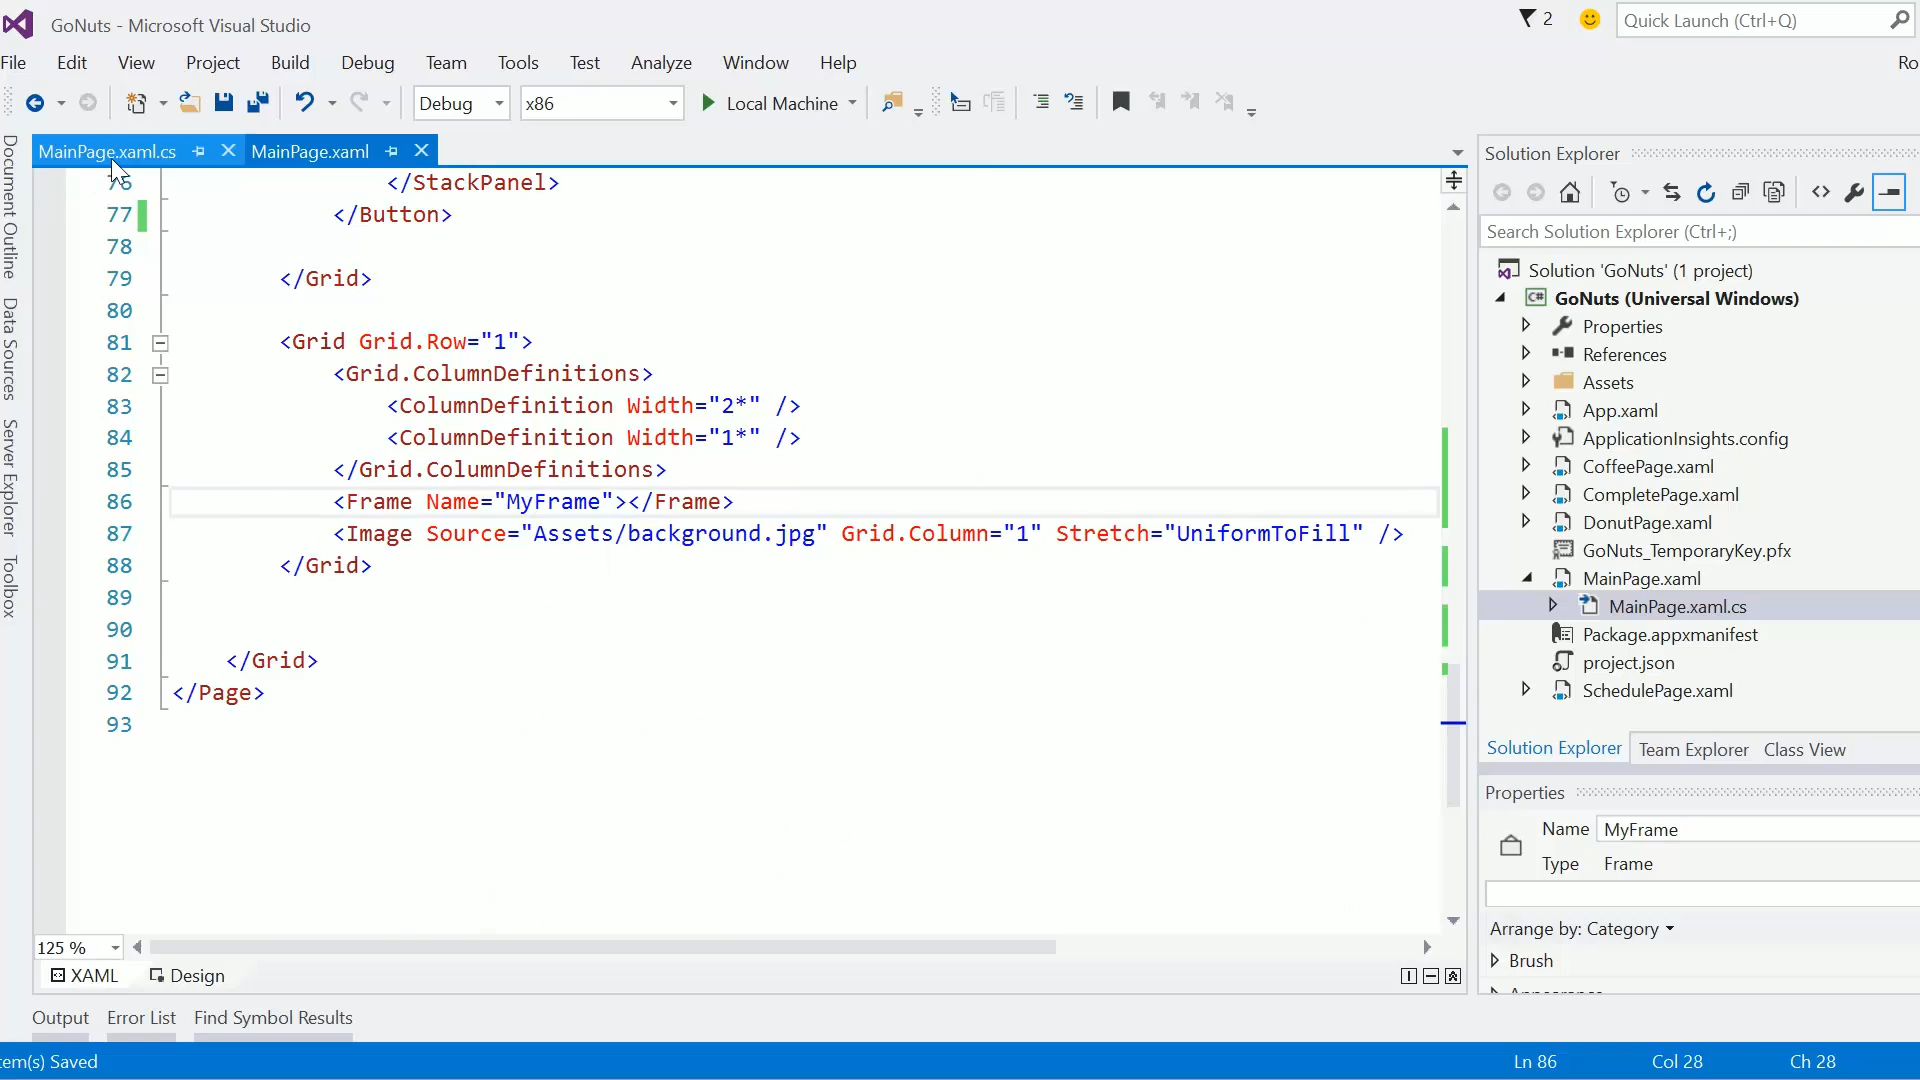 GoNuts - Microsoft Visual Studio
2
Quick Launch (Ctrl+Q)
File Edit View Project Build Debug Team Tools Test Analyze Window Help
Ro
Debug x86 Local Machine
MainPage.xaml.cs MainPage.xaml
Document Outline
Data Sources
Server Explorer
Toolbox
76 </StackPanel>
77 </Button>
78
79 </Grid>
80
81 <Grid Grid.Row="1">
82 <Grid.ColumnDefinitions>
83 <ColumnDefinition Width="2*" />
84 <ColumnDefinition Width="1*" />
85 </Grid.ColumnDefinitions>
86 <Frame Name="MyFrame"></Frame>
87 <Image Source="Assets/background.jpg" Grid.Column="1" Stretch="UniformToFill" />
88 </Grid>
89
90
91 </Grid>
92 </Page>
93
125 %
XAML Design
Output Error List Find Symbol Results
tem(s) Saved
Ln 86 Col 28 Ch 28
Solution Explorer
Search Solution Explorer (Ctrl+;)
Solution 'GoNuts' (1 project)
C# GoNuts (Universal Windows)
Properties
References
Assets
App.xaml
ApplicationInsights.config
CoffeePage.xaml
CompletePage.xaml
DonutPage.xaml
GoNuts_TemporaryKey.pfx
MainPage.xaml
MainPage.xaml.cs
Package.appxmanifest
project.json
SchedulePage.xaml
Solution Explorer Team Explorer Class View
Properties
Name MyFrame
Type Frame
Arrange by: Category
Brush
Appearance